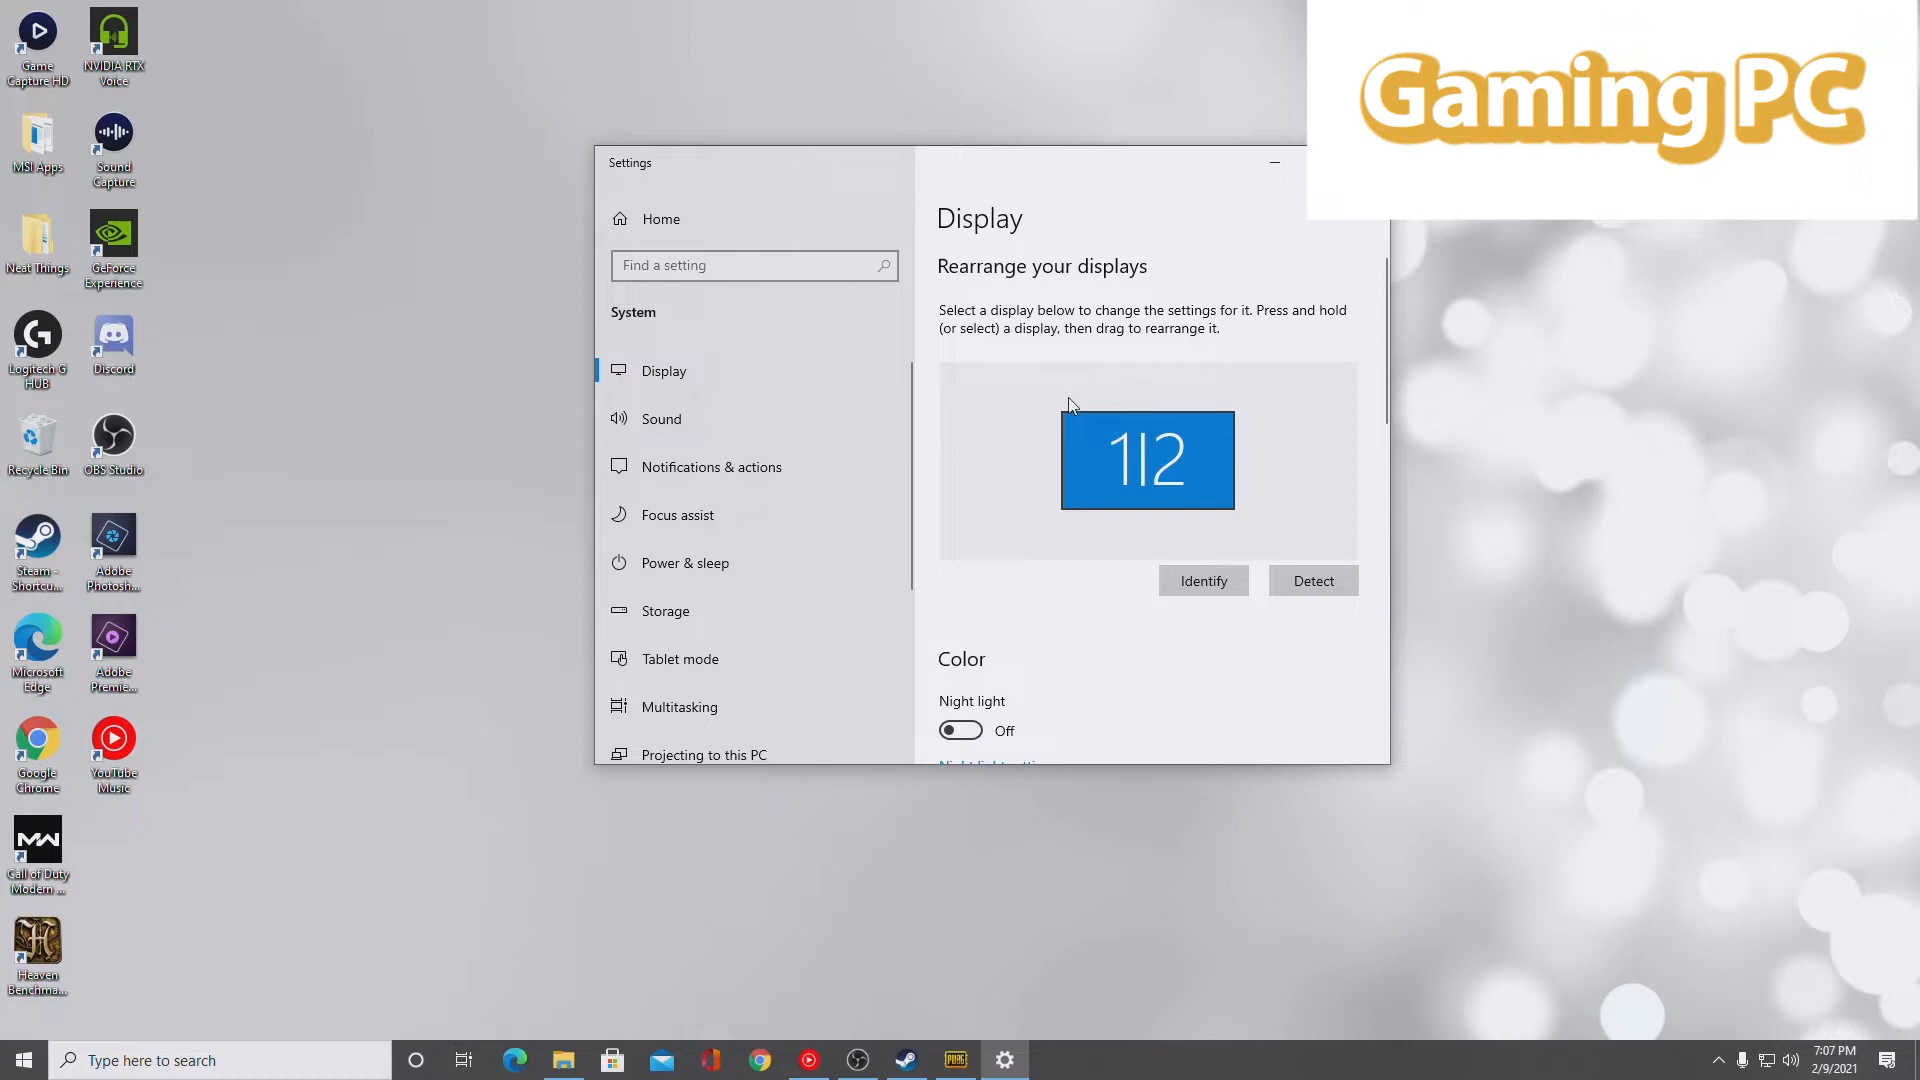 Game
Capture HD
NVIDIA RTX
Voice
MSI Apps
Sound
Capture
Neat Things
GeForce
Experience
Logitech G
HUB
Discord
Recycle Bin
OBS Studio
Steam -
Shortcu...
Adobe
Photosh...
Microsoft
Edge
Adobe
Premie...
Google
Chrome
YouTube
Music
Call of Duty
Modern ...
Heaven
Benchma...
Gaming PC
Settings
Home
Find a setting
System
Display
Sound
Notifications & actions
Focus assist
Power & sleep
Storage
Tablet mode
Multitasking
Projecting to this PC
Display
Rearrange your displays
Select a display below to change the settings for it. Press and hold
(or select) a display, then drag to rearrange it.
1|2
Identify
Detect
Color
Night light
Off
Type here to search
PUBG
7:07 PM
2/9/2021